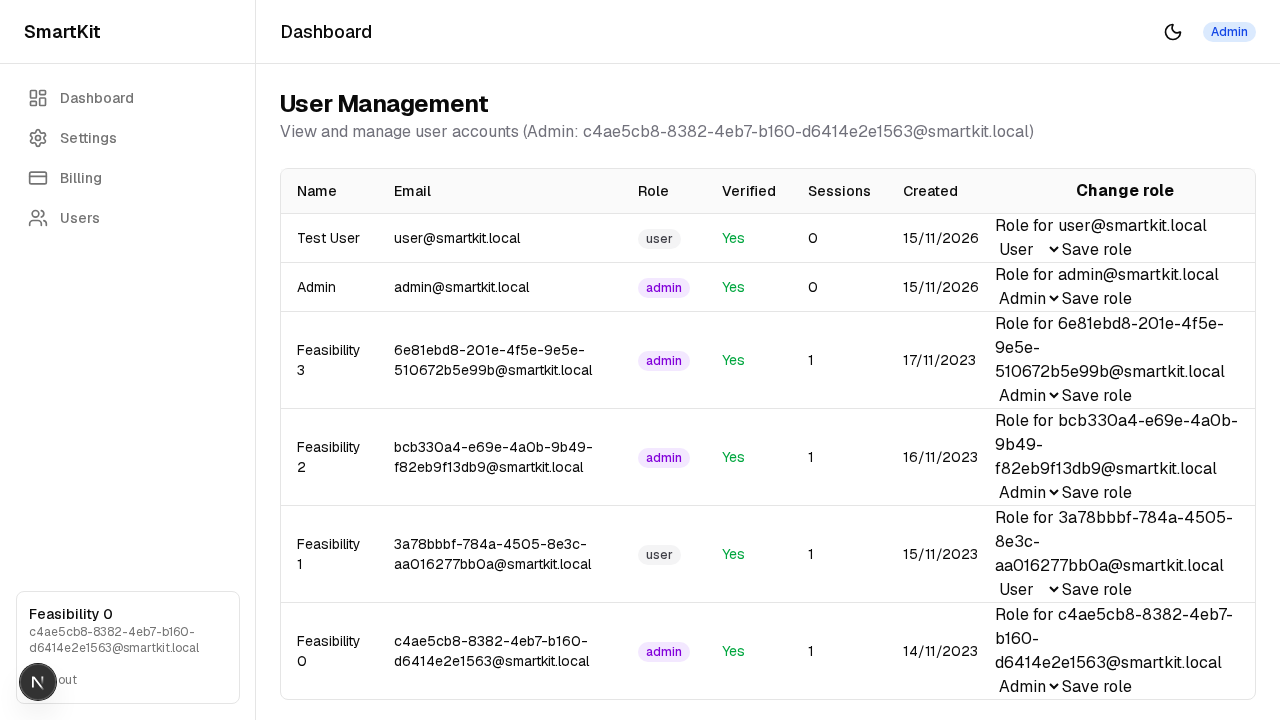 SmartKit
Dashboard
Admin
Dashboard
Settings
Billing
Users
User Management
View and manage user accounts (Admin: c4ae5cb8-8382-4eb7-b160-d6414e2e1563@smartkit.local)
Name Email Role Verified Sessions Created Change role
Test User user@smartkit.local user Yes 0 15/11/2026 Role for user@smartkit.local
User Save role
Admin admin@smartkit.local admin Yes 0 15/11/2026 Role for admin@smartkit.local
Admin Save role
Feasibility 6e81ebd8-201e-4f5e-9e5e-
3 510672b5e99b@smartkit.local
admin Yes 1 17/11/2023
Role for 6e81ebd8-201e-4f5e-
9e5e-
510672b5e99b@smartkit.local
Admin Save role
Feasibility bcb330a4-e69e-4a0b-9b49-
2 f82eb9f13db9@smartkit.local
admin Yes 1 16/11/2023
Role for bcb330a4-e69e-4a0b-
9b49-
f82eb9f13db9@smartkit.local
Admin Save role
Feasibility 3a78bbbf-784a-4505-8e3c-
1 aa016277bb0a@smartkit.local
user Yes 1 15/11/2023
Role for 3a78bbbf-784a-4505-
8e3c-
aa016277bb0a@smartkit.local
User Save role
Feasibility c4ae5cb8-8382-4eb7-b160-
0 d6414e2e1563@smartkit.local
admin Yes 1 14/11/2023
Role for c4ae5cb8-8382-4eb7-
b160-
d6414e2e1563@smartkit.local
Admin Save role
Feasibility 0
c4ae5cb8-8382-4eb7-b160-
d6414e2e1563@smartkit.local
N
out